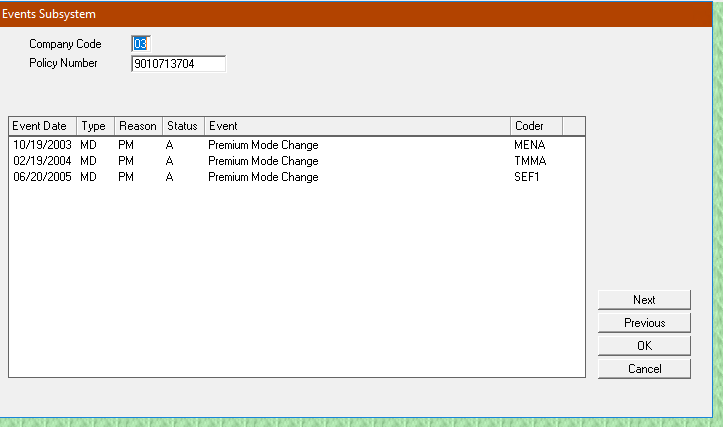 Events Subsystem
Company Code 03
Policy Number 9010713704
Event Date Type Reason Status Event Coder
10/19/2003 MD PM A Premium Mode Change MENA
02/19/2004 MD PM A Premium Mode Change TMMA
06/20/2005 MD PM A Premium Mode Change SEF1
Next
Previous
OK
Cancel